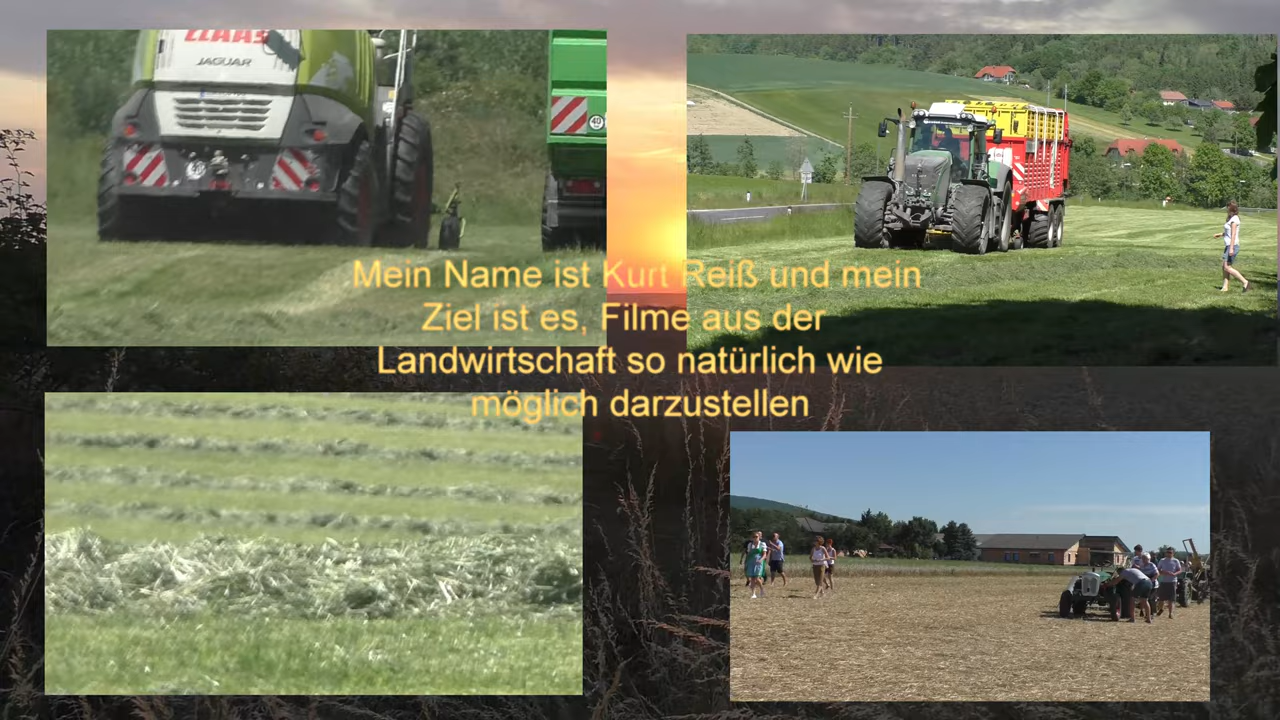 CLAAS
JAGUAR
40
Mein Name ist Kurt Reiß und mein
Ziel ist es, Filme aus der
Landwirtschaft so natürlich wie
möglich darzustellen